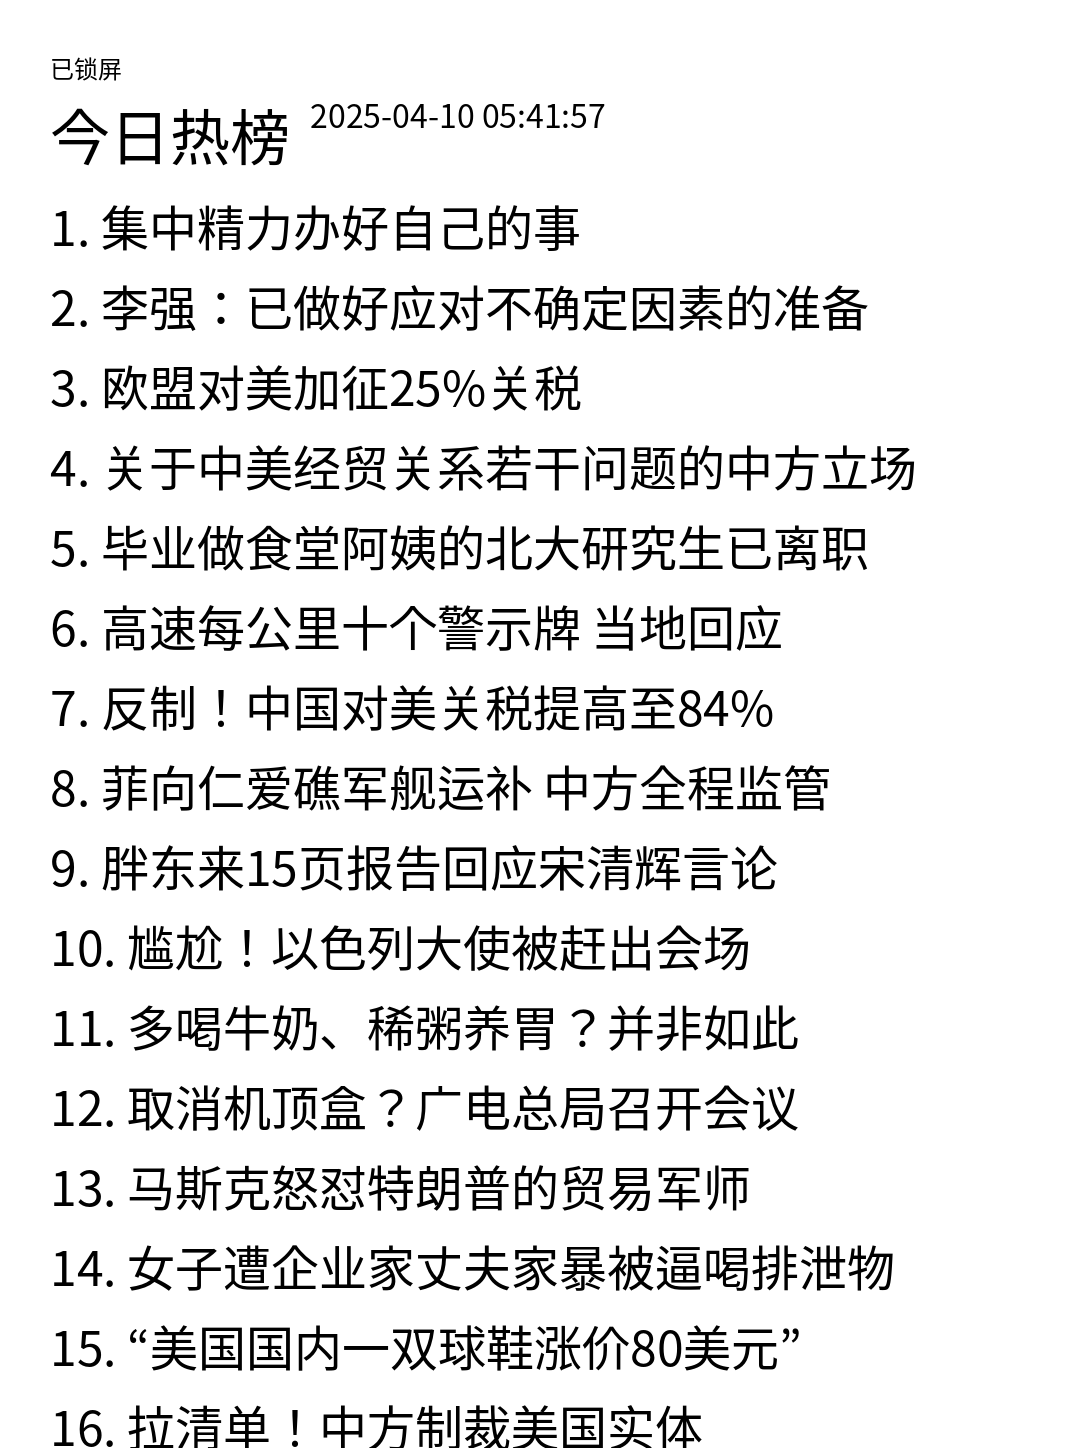 已锁屏
今日热榜 2025-04-10 05:41:57
1. 集中精力办好自己的事
2. 李强：已做好应对不确定因素的准备
3. 欧盟对美加征25%关税
4. 关于中美经贸关系若干问题的中方立场
5. 毕业做食堂阿姨的北大研究生已离职
6. 高速每公里十个警示牌 当地回应
7. 反制！中国对美关税提高至84%
8. 菲向仁爱礁军舰运补 中方全程监管
9. 胖东来15页报告回应宋清辉言论
10. 尴尬！以色列大使被赶出会场
11. 多喝牛奶、稀粥养胃？并非如此
12. 取消机顶盒？广电总局召开会议
13. 马斯克怒怼特朗普的贸易军师
14. 女子遭企业家丈夫家暴被逼喝排泄物
15. “美国国内一双球鞋涨价80美元”
16. 拉清单！中方制裁美国实体